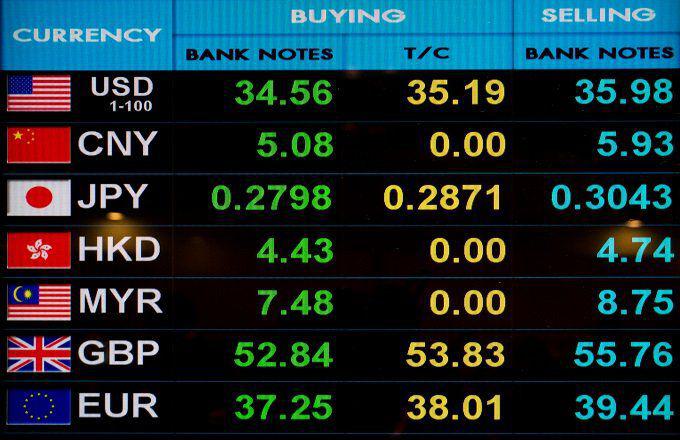 CURRENCY BUYING SELLING
BANK NOTES T/C BANK NOTES
USD 34.56 35.19 35.98
1-100
CNY 5.08 0.00 5.93
JPY 0.2798 0.2871 0.3043
HKD 4.43 0.00 4.74
MYR 7.48 0.00 8.75
GBP 52.84 53.83 55.76
EUR 37.25 38.01 39.44